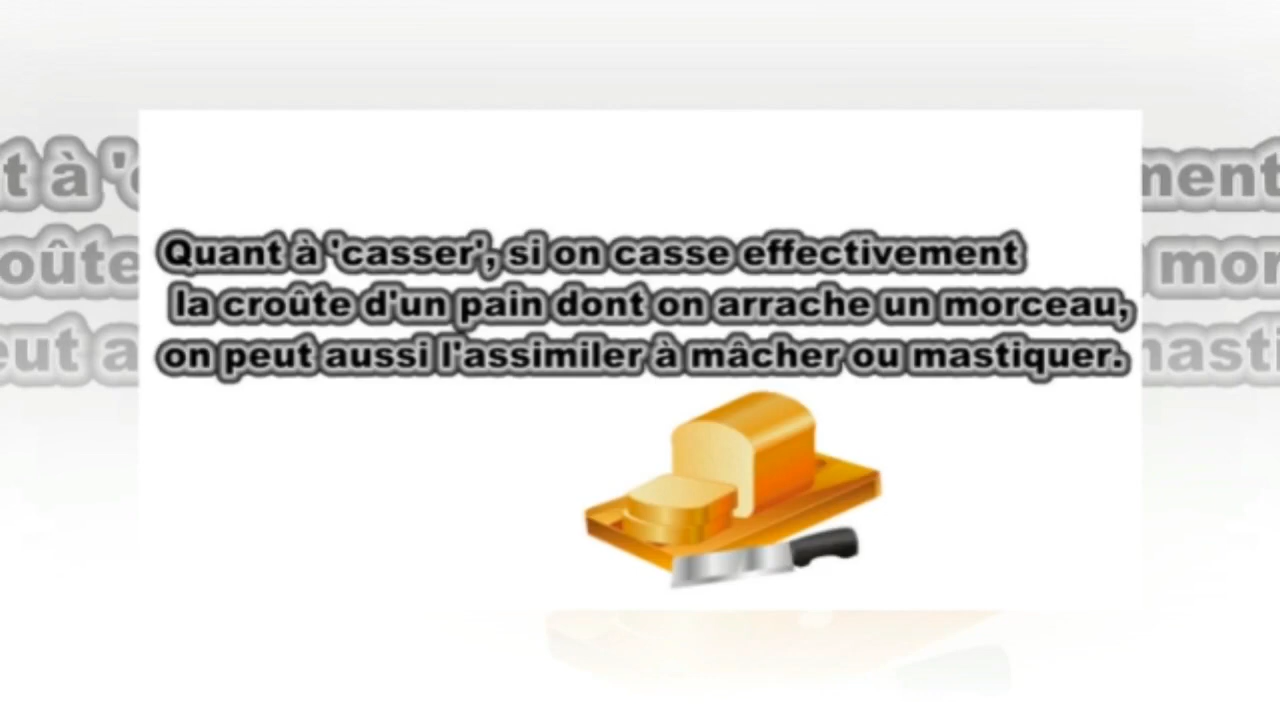 Quant à 'casser', si on casse effectivement
la croûte d'un pain dont on arrache un morceau,
on peut aussi l'assimiler à mâcher ou mastiquer.